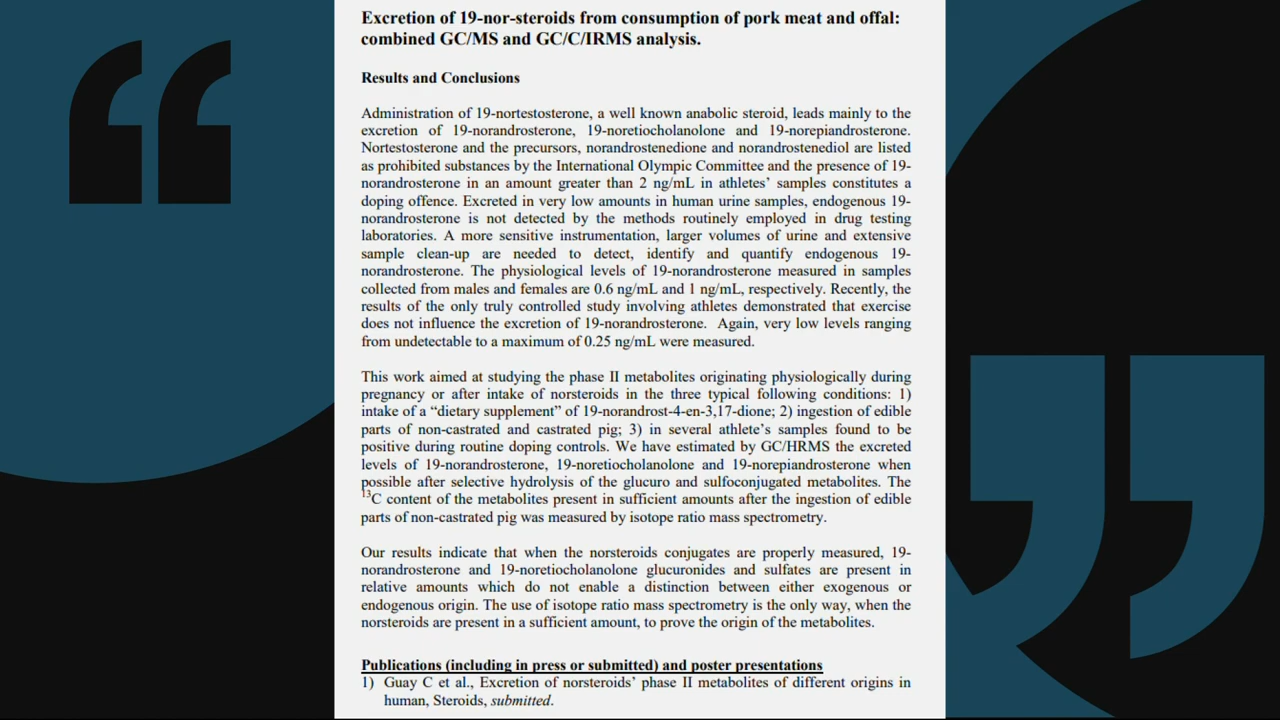 Excretion of 19-nor-steroids from consumption of pork meat and offal:
combined GC/MS and GC/C/IRMS analysis.
Results and Conclusions
Administration of 19-nortestosterone, a well known anabolic steroid, leads mainly to the
excretion of 19-norandrosterone, 19-noretiocholanolone and 19-norepiandrosterone.
Nortestosterone and the precursors, norandrostenedione and norandrostenediol are listed
as prohibited substances by the International Olympic Committee and the presence of 19-
norandrosterone in an amount greater than 2 ng/mL in athletes’ samples constitutes a
doping offence. Excreted in very low amounts in human urine samples, endogenous 19-
norandrosterone is not detected by the methods routinely employed in drug testing
laboratories. A more sensitive instrumentation, larger volumes of urine and extensive
sample clean-up are needed to detect, identify and quantify endogenous 19-
norandrosterone. The physiological levels of 19-norandrosterone measured in samples
collected from males and females are 0.6 ng/mL and 1 ng/mL, respectively. Recently, the
results of the only truly controlled study involving athletes demonstrated that exercise
does not influence the excretion of 19-norandrosterone. Again, very low levels ranging
from undetectable to a maximum of 0.25 ng/mL were measured.
This work aimed at studying the phase II metabolites originating physiologically during
pregnancy or after intake of norsteroids in the three typical following conditions: 1)
intake of a “dietary supplement” of 19-norandrost-4-en-3,17-dione; 2) ingestion of edible
parts of non-castrated and castrated pig; 3) in several athlete’s samples found to be
positive during routine doping controls. We have estimated by GC/HRMS the excreted
levels of 19-norandrosterone, 19-noretiocholanolone and 19-norepiandrosterone when
possible after selective hydrolysis of the glucuro and sulfoconjugated metabolites. The
¹³C content of the metabolites present in sufficient amounts after the ingestion of edible
parts of non-castrated pig was measured by isotope ratio mass spectrometry.
Our results indicate that when the norsteroids conjugates are properly measured, 19-
norandrosterone and 19-noretiocholanolone glucuronides and sulfates are present in
relative amounts which do not enable a distinction between either exogenous or
endogenous origin. The use of isotope ratio mass spectrometry is the only way, when the
norsteroids are present in a sufficient amount, to prove the origin of the metabolites.
Publications (including in press or submitted) and poster presentations
1) Guay C et al., Excretion of norsteroids’ phase II metabolites of different origins in
human, Steroids, submitted.